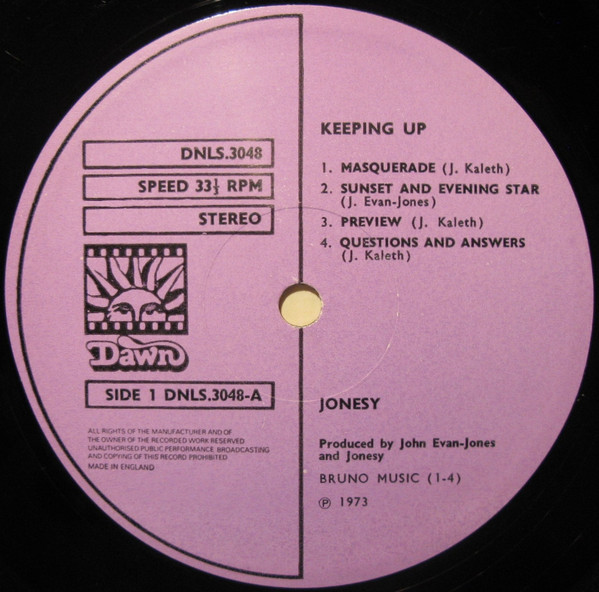 DNLS.3048
SPEED 33⅓ RPM
STEREO
Dawn
SIDE 1 DNLS.3048-A
ALL RIGHTS OF THE MANUFACTURER AND OF
THE OWNER OF THE RECORDED WORK RESERVED
UNAUTHORISED PUBLIC PERFORMANCE BROADCASTING
AND COPYING OF THIS RECORD PROHIBITED
MADE IN ENGLAND
KEEPING UP
1. MASQUERADE (J. Kaleth)
2. SUNSET AND EVENING STAR
(J. Evan-Jones)
3. PREVIEW (J. Kaleth)
4. QUESTIONS AND ANSWERS
(J. Kaleth)
JONESY
Produced by John Evan-Jones
and Jonesy
BRUNO MUSIC (1-4)
℗ 1973